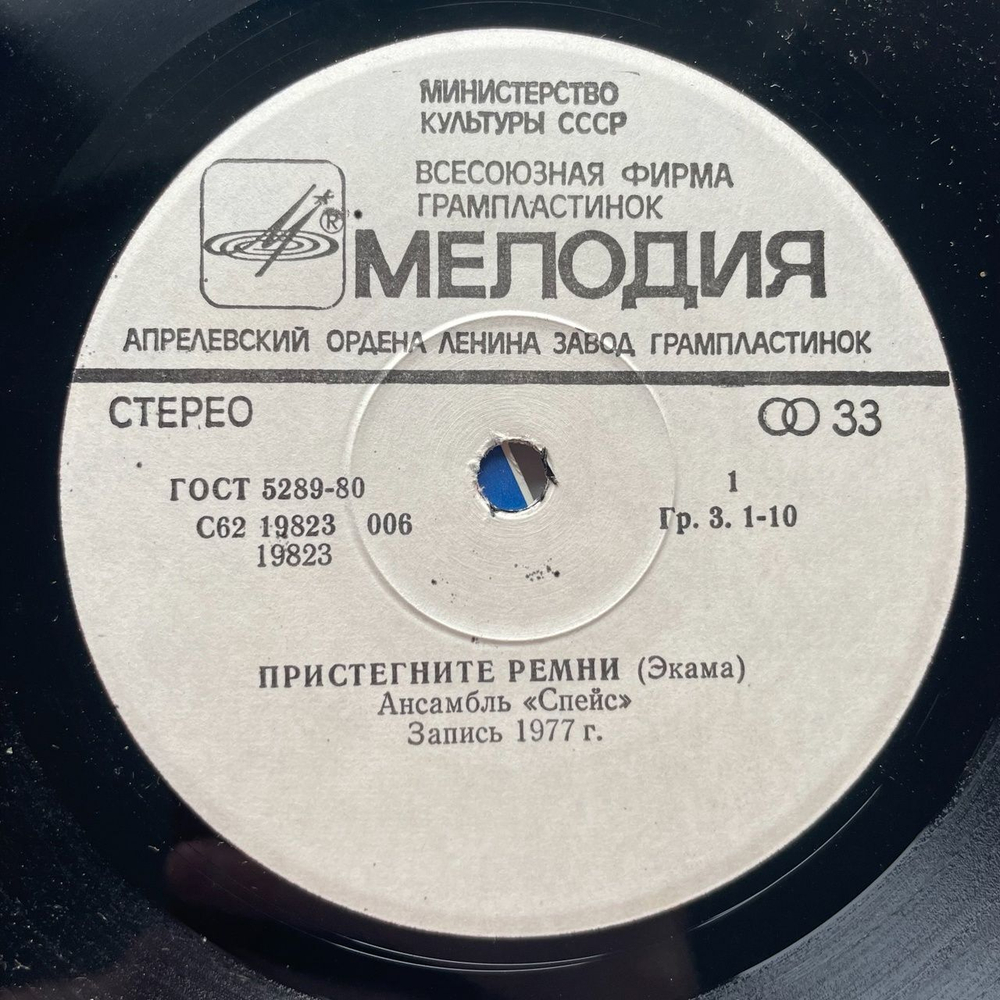 МИНИСТЕРСТВО
КУЛЬТУРЫ СССР
ВСЕСОЮЗНАЯ ФИРМА
ГРАМПЛАСТИНОК
®
МЕЛОДИЯ
АПРЕЛЕВСКИЙ ОРДЕНА ЛЕНИНА ЗАВОД ГРАМПЛАСТИНОК
СТЕРЕО
33
ГОСТ 5289-80
С62 19823 006
19823
1
Гр. 3. 1-10
ПРИСТЕГНИТЕ РЕМНИ (Экама)
Ансамбль «Спейс»
Запись 1977 г.